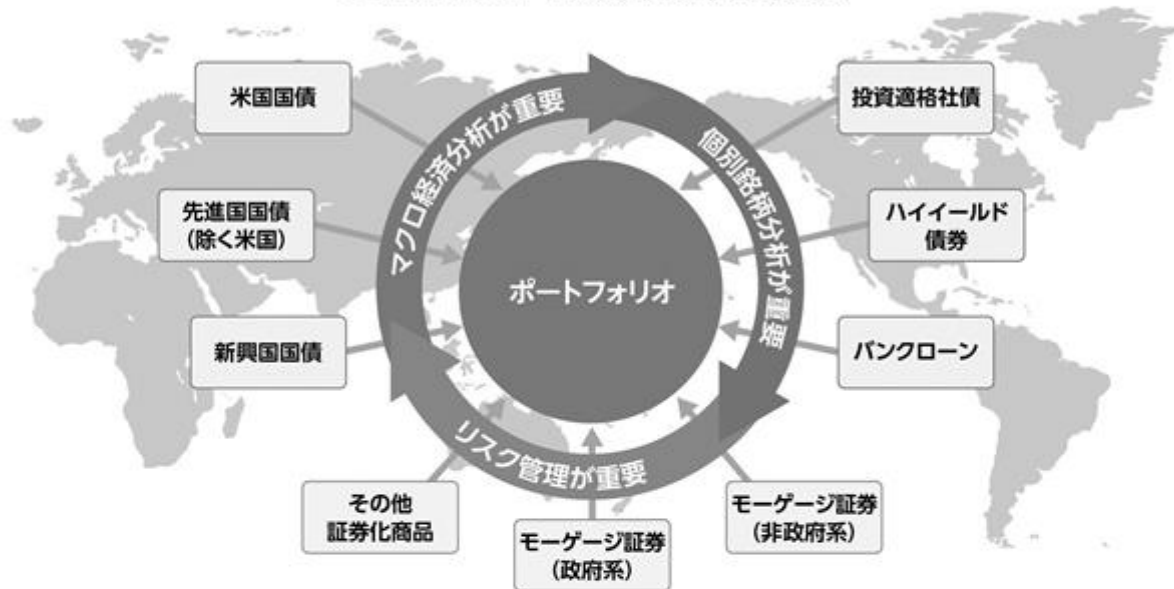 米国国債
投資適格社債
マクロ経済分析が重要
個別銘柄分析が重要
先進国国債
(除く米国)
ハイイールド
債券
ポートフォリオ
新興国国債
バンクローン
リスク管理が重要
その他
証券化商品
モーゲージ証券
(政府系)
モーゲージ証券
(非政府系)